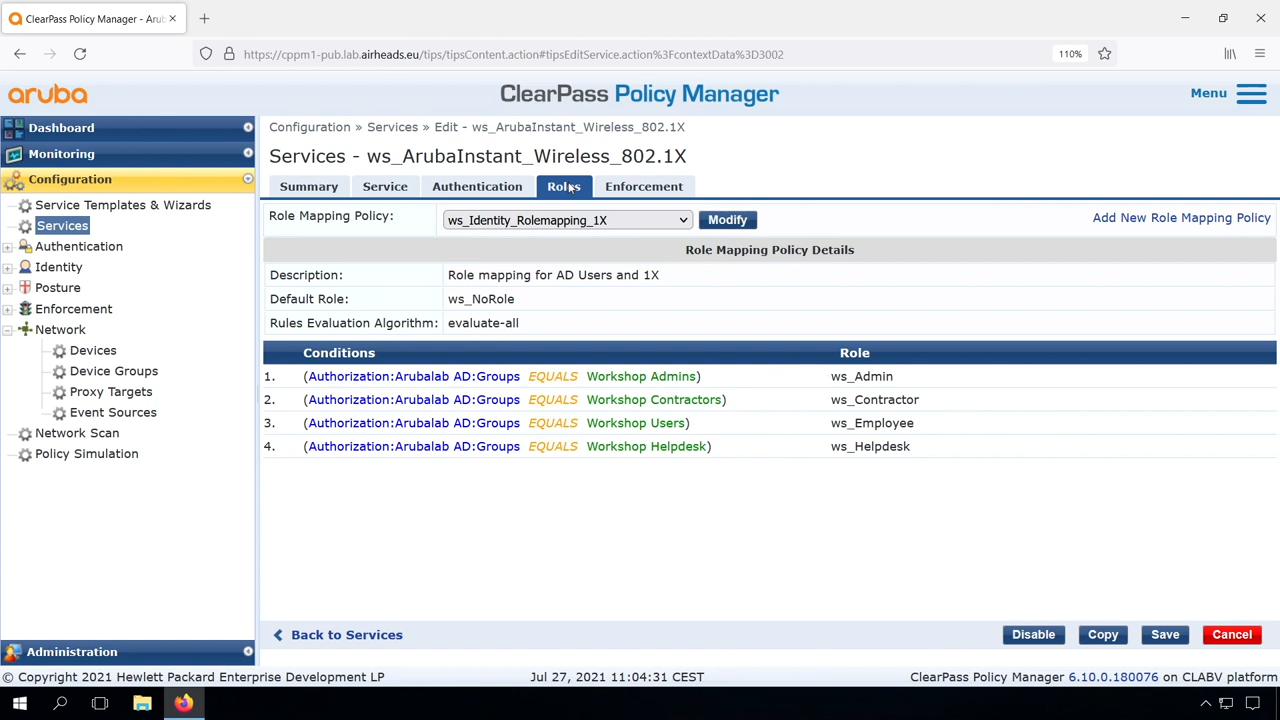 ClearPass Policy Manager - Arub
https://cppm1-pub.lab.airheads.eu/tips/tipsContent.action#tipsEditService.action%3FcontextData%3D3002
110%
aruba
ClearPass Policy Manager
Menu
Dashboard
Monitoring
Configuration
Service Templates & Wizards
Services
Authentication
Identity
Posture
Enforcement
Network
Devices
Device Groups
Proxy Targets
Event Sources
Network Scan
Policy Simulation
Administration
Configuration » Services » Edit - ws_ArubaInstant_Wireless_802.1X
Services - ws_ArubaInstant_Wireless_802.1X
Summary Service Authentication Roles Enforcement
Role Mapping Policy: ws_Identity_Rolemapping_1X Modify Add New Role Mapping Policy
Role Mapping Policy Details
Description: Role mapping for AD Users and 1X
Default Role: ws_NoRole
Rules Evaluation Algorithm: evaluate-all
Conditions Role
1. (Authorization:Arubalab AD:Groups EQUALS Workshop Admins) ws_Admin
2. (Authorization:Arubalab AD:Groups EQUALS Workshop Contractors) ws_Contractor
3. (Authorization:Arubalab AD:Groups EQUALS Workshop Users) ws_Employee
4. (Authorization:Arubalab AD:Groups EQUALS Workshop Helpdesk) ws_Helpdesk
Back to Services Disable Copy Save Cancel
© Copyright 2021 Hewlett Packard Enterprise Development LP Jul 27, 2021 11:04:31 CEST ClearPass Policy Manager 6.10.0.180076 on CLABV platform